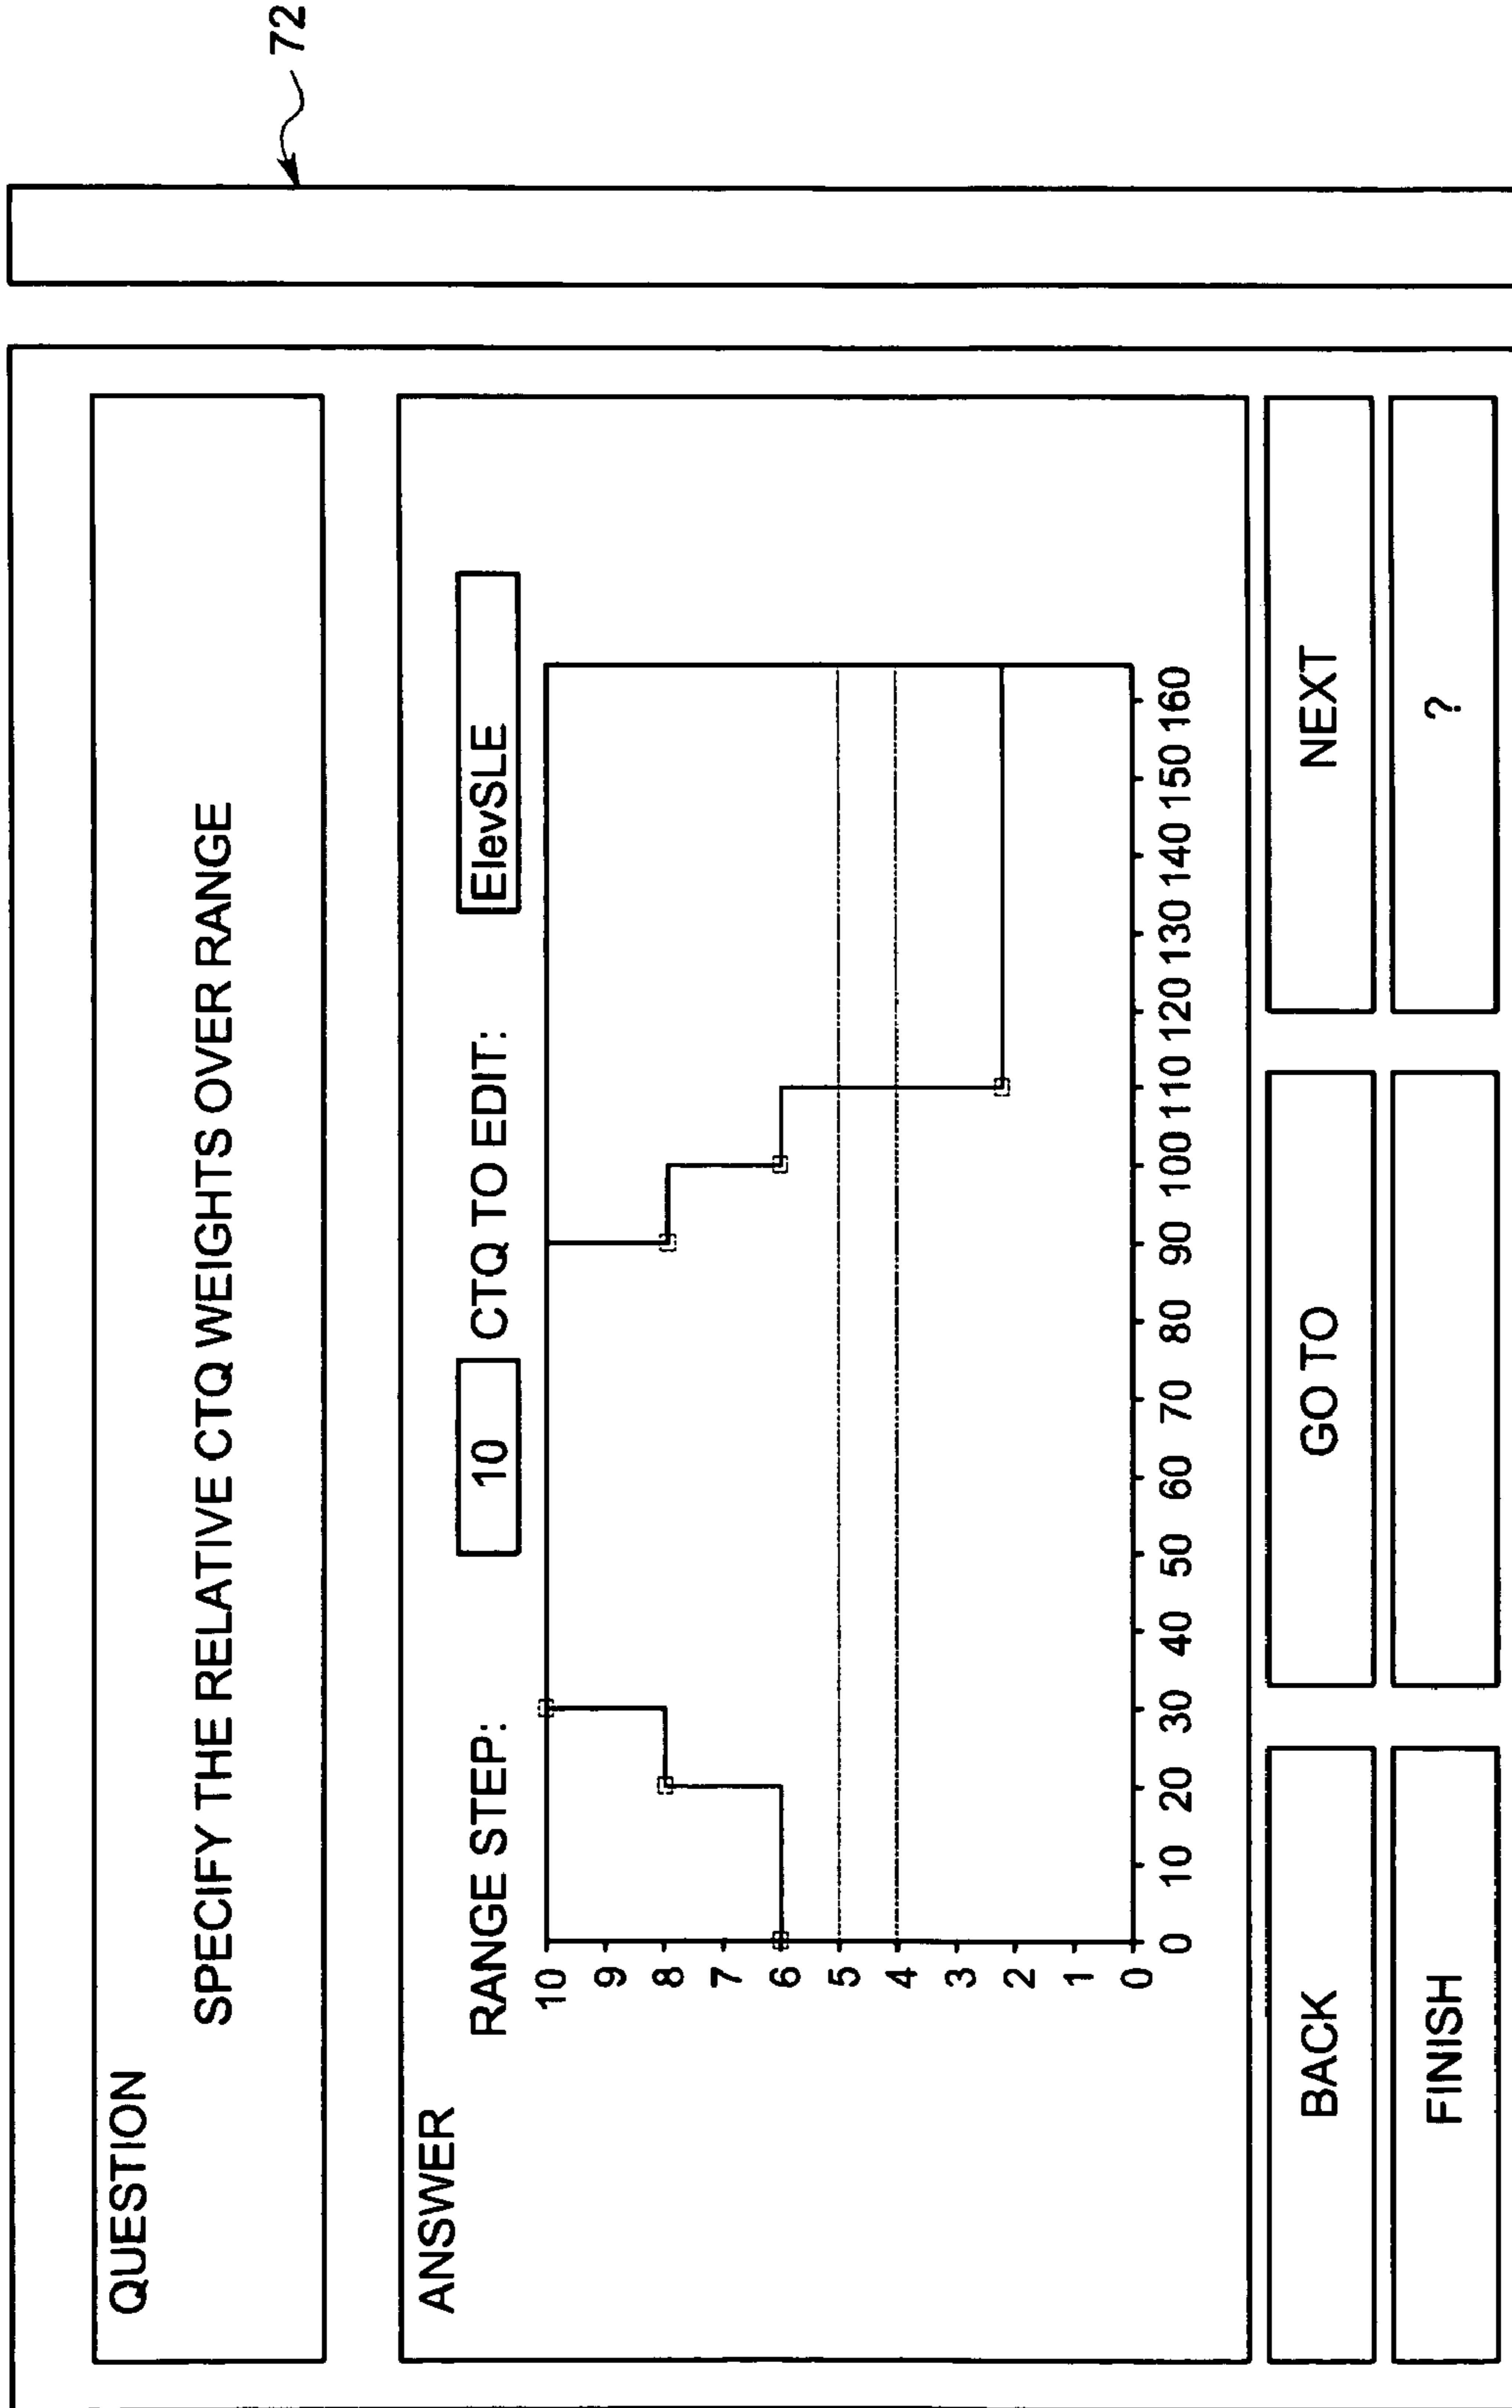 72
QUESTION
SPECIFY THE RELATIVE CTQ WEIGHTS OVER RANGE
ANSWER
RANGE STEP: 10 CTQ TO EDIT: ElevSLE
10
9
8
7
6
5
4
3
2
1
0
0 10 20 30 40 50 60 70 80 90 100 110 120 130 140 150 160
BACK GO TO NEXT
FINISH ?